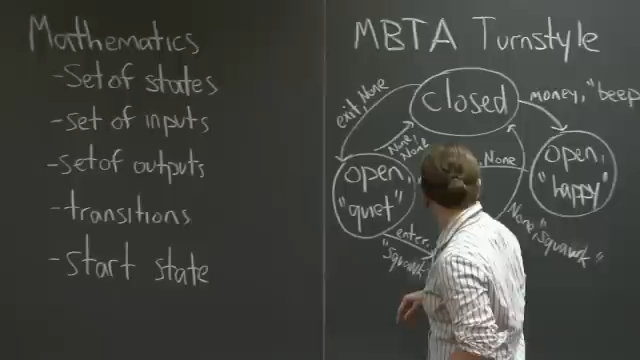 Mathematics
-Set of states
-set of inputs
-set of outputs
-transitions
-start state
MBTA Turnstyle
closed
exit, None
money, "beep
None, None
open, "quiet"
, None
open, "happy"
enter,
"Squawk
None, "squawk"